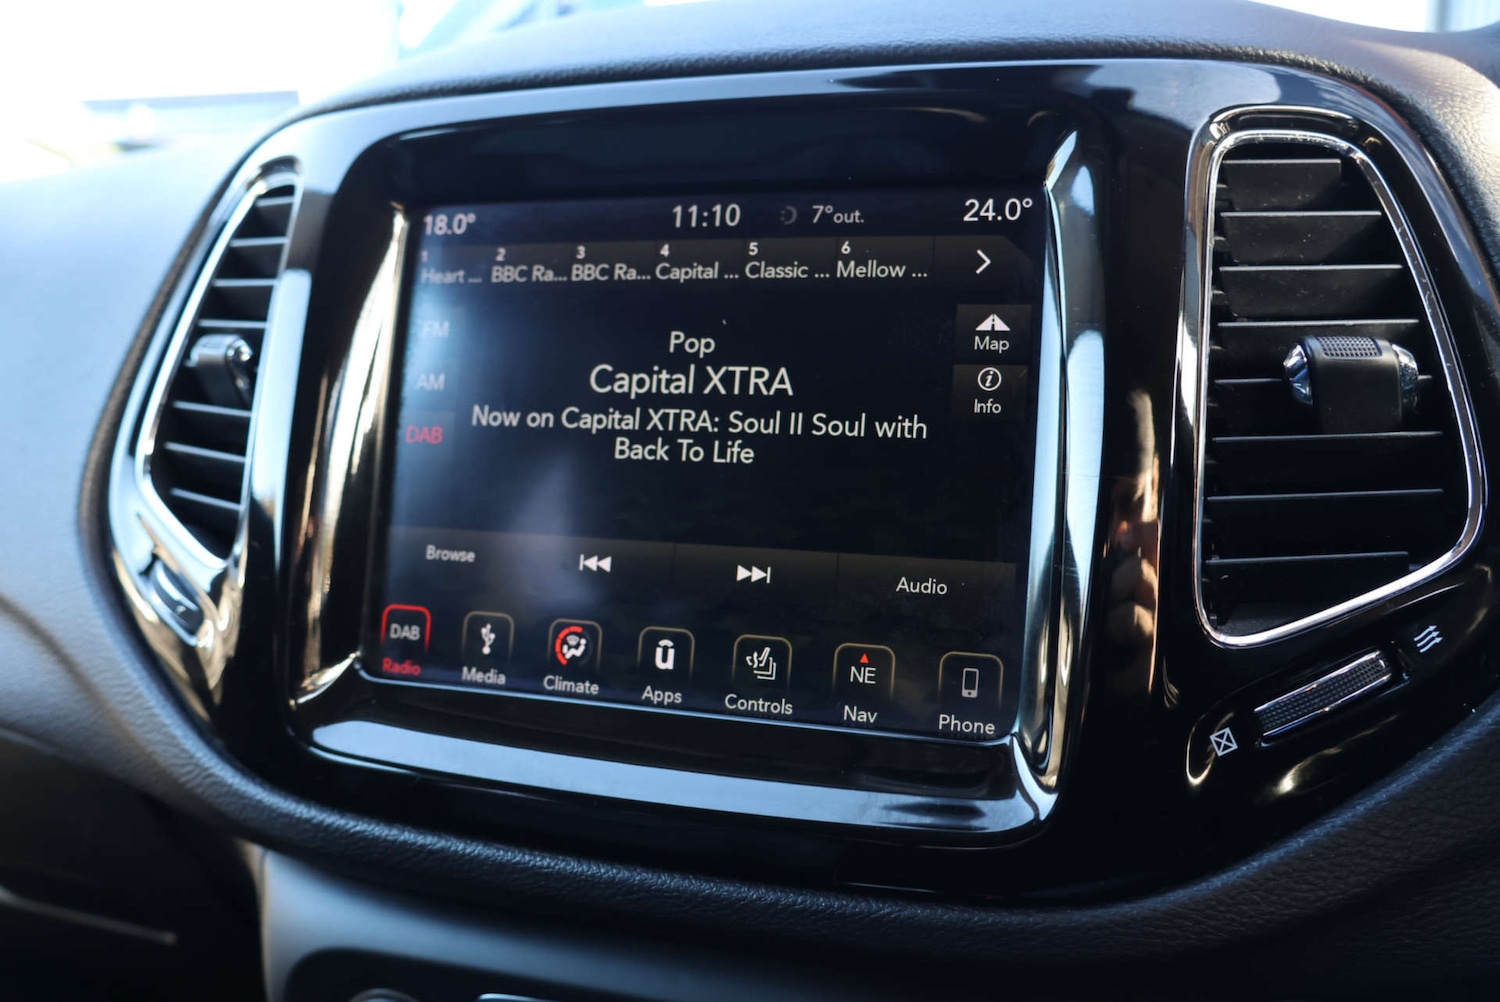 18.0° 11:10 7°out. 24.0°
1 2 3 4 5 6
Heart ... BBC Ra... BBC Ra... Capital ... Classic ... Mellow ...
FM
AM
DAB
Pop
Capital XTRA
Now on Capital XTRA: Soul II Soul with
Back To Life
Map
i
Info
Browse Audio
DAB û NE
Radio Media Climate Apps Controls Nav Phone